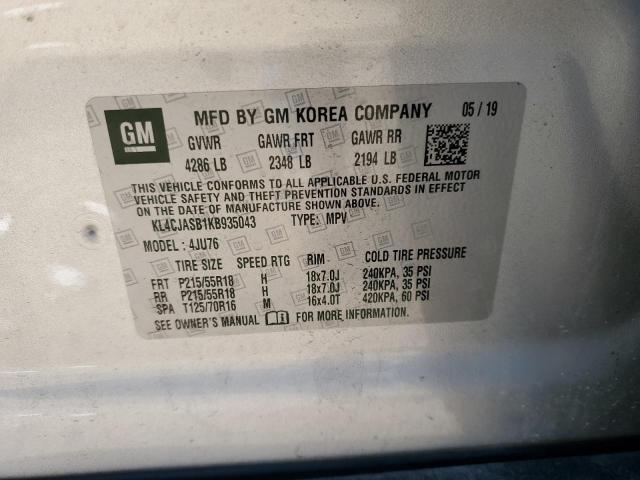 GM
MFD BY GM KOREA COMPANY 05 / 19
GVWR GAWR FRT GAWR RR
4286 LB 2348 LB 2194 LB
THIS VEHICLE CONFORMS TO ALL APPLICABLE U.S. FEDERAL MOTOR
VEHICLE SAFETY AND THEFT PREVENTION STANDARDS IN EFFECT
ON THE DATE OF MANUFACTURE SHOWN ABOVE.
KL4CJASB1KB935043 TYPE: MPV
MODEL : 4JU76
TIRE SIZE SPEED RTG RIM COLD TIRE PRESSURE
FRT P215/55R18 H 18x7.0J 240KPA, 35 PSI
RR P215/55R18 H 18x7.0J 240KPA, 35 PSI
SPA T125/70R16 M 16x4.0T 420KPA, 60 PSI
SEE OWNER'S MANUAL FOR MORE INFORMATION.